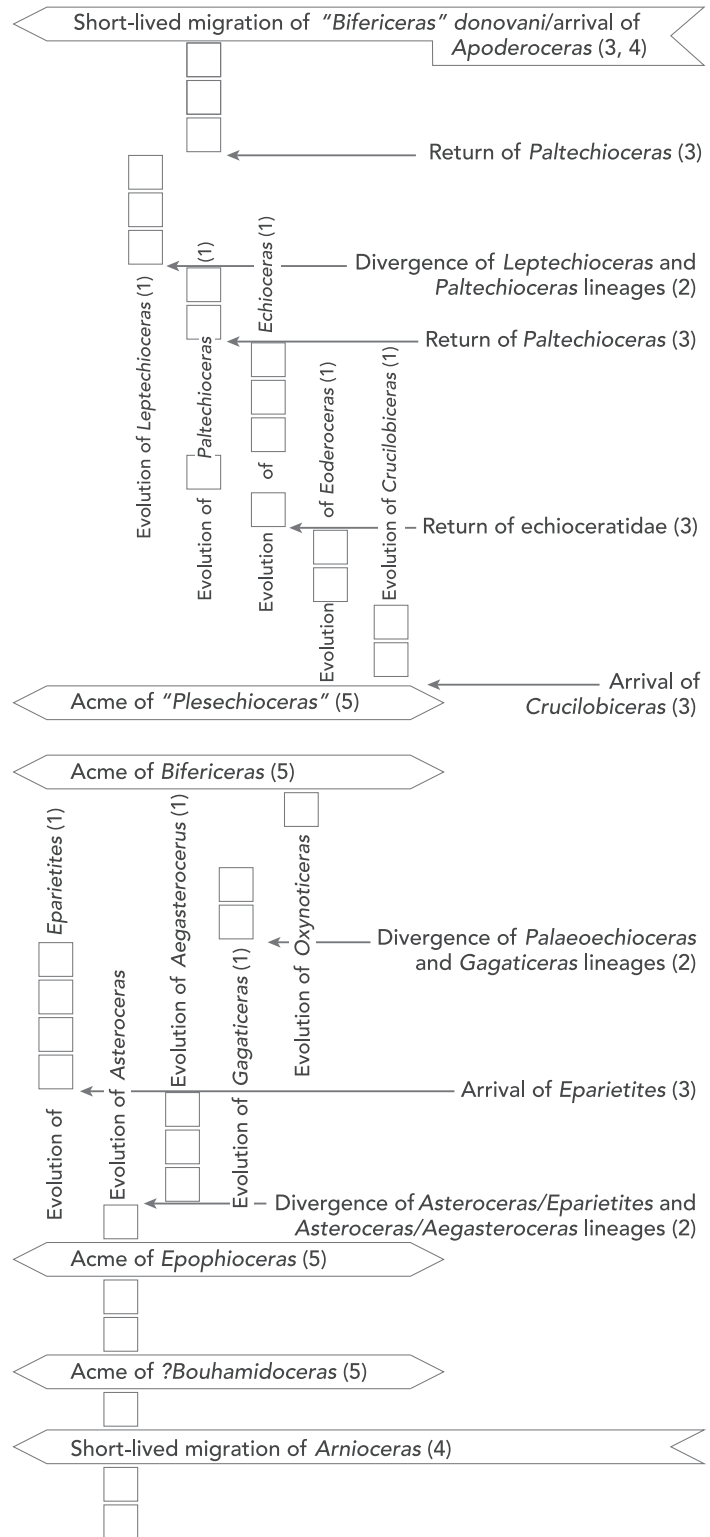 Short-lived migration of “Bifericeras” donovani/arrival of
Apoderoceras (3, 4)
Return of Paltechioceras (3)
Divergence of Leptechioceras and
Paltechioceras lineages (2)
Return of Paltechioceras (3)
Evolution of Leptechioceras (1)
Evolution of Paltechioceras (1)
Evolution of Echioceras (1)
Evolution of Eoderoceras (1)
Evolution of Crucilobiceras (1)
Return of echioceratidae (3)
Arrival of
Crucilobiceras (3)
Acme of “Plesechioceras” (5)
Acme of Bifericeras (5)
Evolution of Eparietites (1)
Evolution of Asteroceras
Evolution of Aegasterocerus (1)
Evolution of Gagaticeras (1)
Evolution of Oxynoticeras
Divergence of Palaeoechioceras
and Gagaticeras lineages (2)
Arrival of Eparietites (3)
Divergence of Asteroceras/Eparietites and
Asteroceras/Aegasteroceras lineages (2)
Acme of Epophioceras (5)
Acme of ?Bouhamidoceras (5)
Short-lived migration of Arnioceras (4)